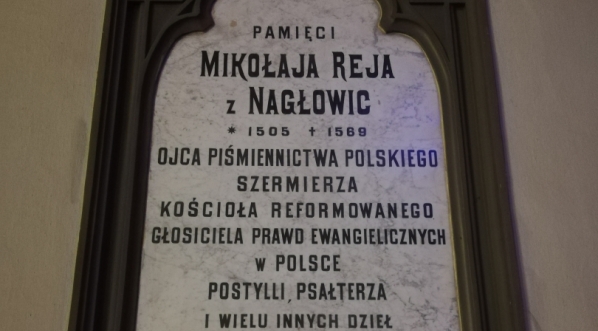 PAMIĘCI
MIKOŁAJA REJA
Z NAGŁOWIC
* 1505 † 1569
OJCA PIŚMIENNICTWA POLSKIEGO
SZERMIERZA
KOŚCIOŁA REFORMOWANEGO
GŁOSICIELA PRAWD EWANGIELICZNYCH
W POLSCE
POSTYLLI, PSAŁTERZA
I WIELU INNYCH DZIEŁ